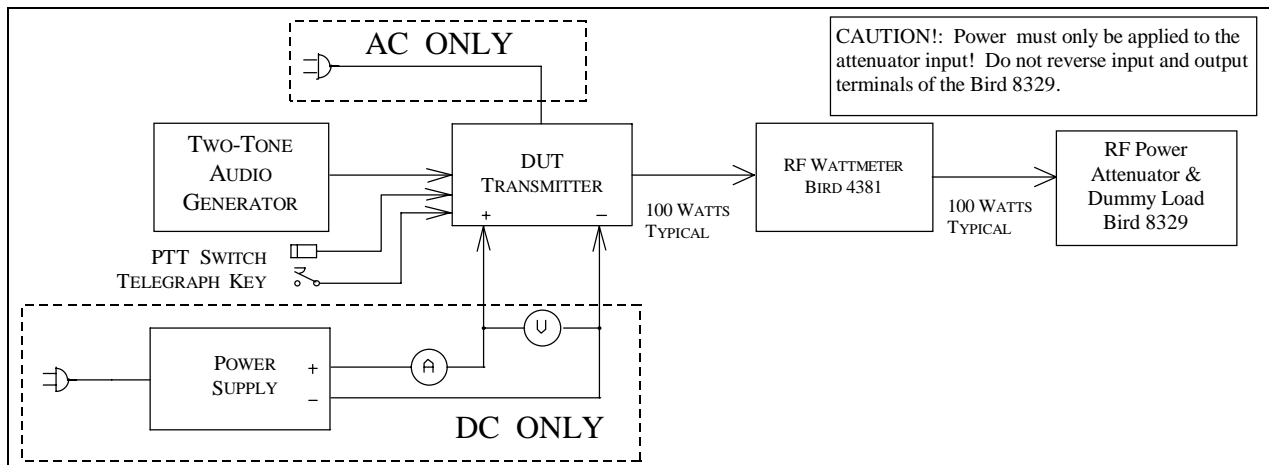 AC ONLY
CAUTION!: Power must only be applied to the
attenuator input! Do not reverse input and output
terminals of the Bird 8329.
TWO-TONE
AUDIO
GENERATOR
DUT
TRANSMITTER
+ –
RF WATTMETER
BIRD 4381
RF Power
Attenuator &
Dummy Load
Bird 8329
100 WATTS
TYPICAL
100 WATTS
TYPICAL
PTT SWITCH
TELEGRAPH KEY
V
A
POWER
SUPPLY
+
–
DC ONLY